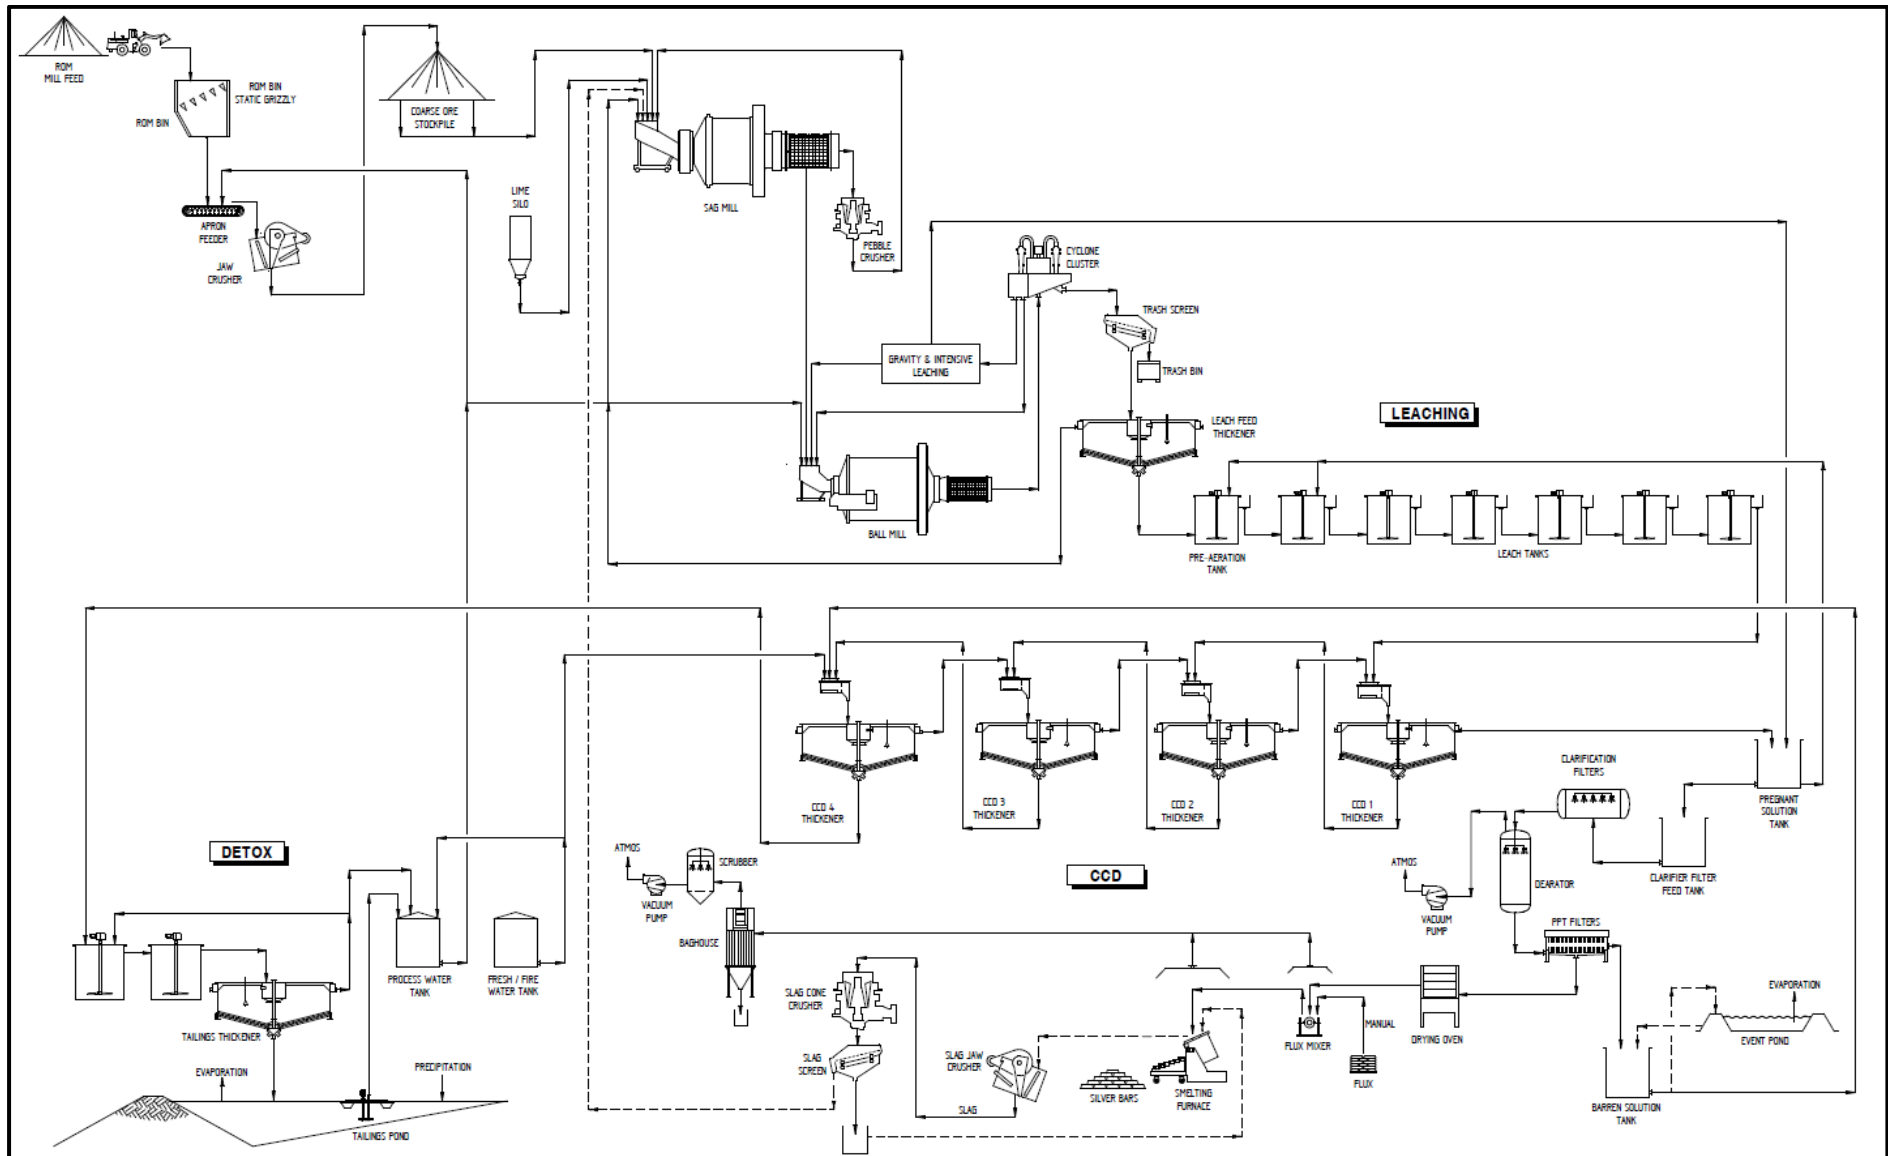 ROM
MILL FEED
ROM BIN
STATIC GRIZZLY
ROM BIN
COARSE ORE
STOCKPILE
APRON
FEEDER
JAW
CRUSHER
LIME
SILO
SAG MILL
PEBBLE
CRUSHER
CYCLONE
CLUSTER
TRASH SCREEN
TRASH BIN
GRAVITY & INTENSIVE
LEACHING
LEACH FEED
THICKENER
LEACHING
BALL MILL
PRE-AERATION
TANK
LEACH TANKS
CCD 4
THICKENER
CCD 3
THICKENER
CCD 2
THICKENER
CCD 1
THICKENER
CLARIFICATION
FILTERS
PREGNANT
SOLUTION
TANK
DETOX
ATMOS
SCRUBBER
VACUUM
PUMP
BAGHOUSE
CCD
ATMOS
VACUUM
PUMP
DEARATOR
CLARIFIER FILTER
FEED TANK
PPT FILTERS
PROCESS WATER
TANK
FRESH / FIRE
WATER TANK
TAILINGS THICKENER
SLAG CONE
CRUSHER
SLAG
SCREEN
SLAG JAW
CRUSHER
SLAG
SILVER BARS
SMELTING
FURNACE
FLUX MIXER
MANUAL
FLUX
DRYING OVEN
EVAPORATION
EVENT POND
BARREN SOLUTION
TANK
EVAPORATION
PRECIPITATION
TAILINGS POND